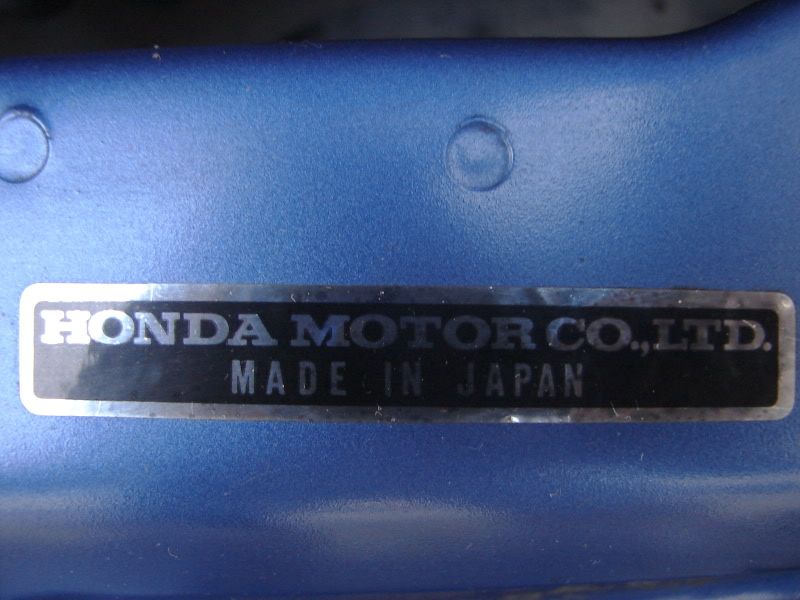 HONDA MOTOR CO., LTD.
MADE IN JAPAN